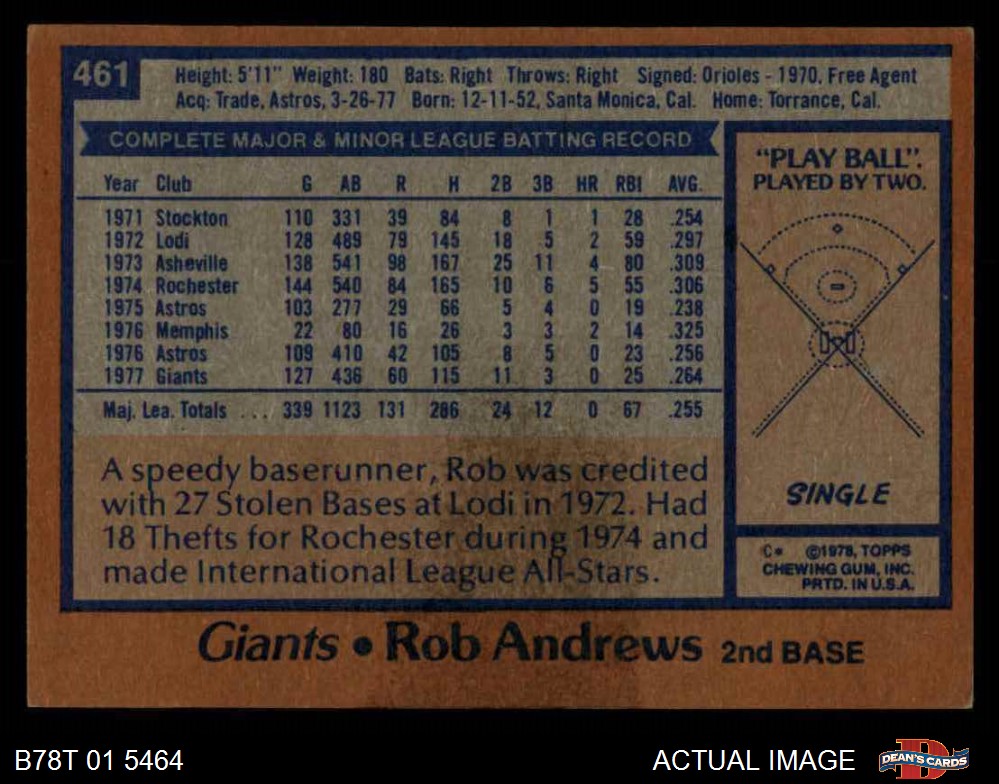 461
Height: 5'11" Weight: 180 Bats: Right Throws: Right Signed: Orioles - 1970, Free Agent
Acq: Trade, Astros, 3-26-77 Born: 12-11-52, Santa Monica, Cal. Home: Torrance, Cal.
COMPLETE MAJOR & MINOR LEAGUE BATTING RECORD
Year Club G AB R H 2B 3B HR RBI AVG.
1971 Stockton 110 331 39 84 8 1 1 28 .254
1972 Lodi 128 489 79 145 18 5 2 59 .297
1973 Asheville 138 541 98 167 25 11 4 80 .309
1974 Rochester 144 540 84 165 10 6 5 55 .306
1975 Astros 103 277 29 66 5 4 0 19 .238
1976 Memphis 22 80 16 26 3 3 2 14 .325
1976 Astros 109 410 42 105 8 5 0 23 .256
1977 Giants 127 436 60 115 11 3 0 25 .264
Maj. Lea. Totals ... 339 1123 131 286 24 12 0 67 .255
A speedy baserunner, Rob was credited
with 27 Stolen Bases at Lodi in 1972. Had
18 Thefts for Rochester during 1974 and
made International League All-Stars.
"PLAY BALL".
PLAYED BY TWO.
SINGLE
C* ©1978, TOPPS
CHEWING GUM, INC.
PRTD. IN U.S.A.
Giants • Rob Andrews 2nd BASE
B78T 01 5464
ACTUAL IMAGE
DEAN'S CARDS